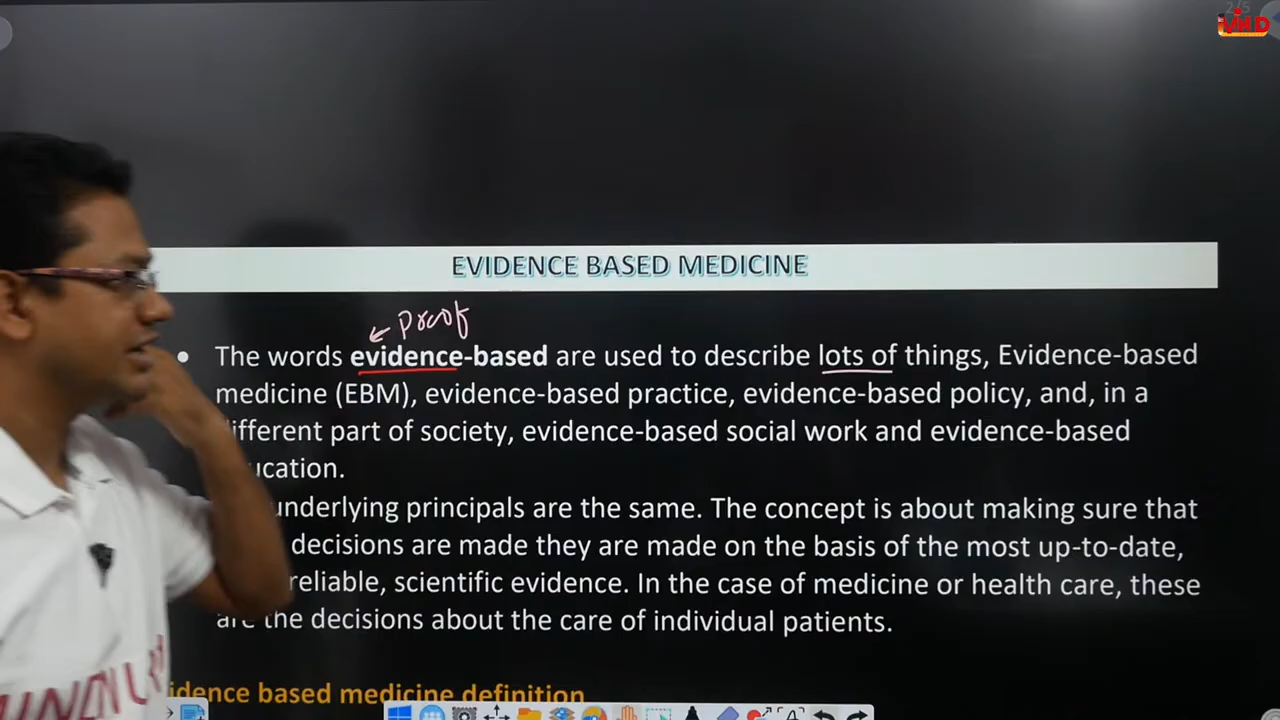 2/5
EVIDENCE BASED MEDICINE
Proof
The words evidence-based are used to describe lots of things, Evidence-based
medicine (EBM), evidence-based practice, evidence-based policy, and, in a
ifferent part of society, evidence-based social work and evidence-based
ucation.
underlying principals are the same. The concept is about making sure that
decisions are made they are made on the basis of the most up-to-date,
reliable, scientific evidence. In the case of medicine or health care, these
are the decisions about the care of individual patients.
idence based medicine definition